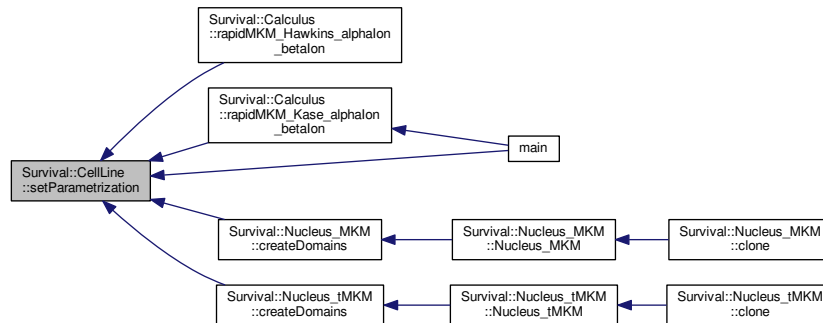 Survival::Calculus
::rapidMKM_Hawkins_alphaIon
_betaIon
Survival::Calculus
::rapidMKM_Kase_alphaIon
_betaIon
main
Survival::CellLine
::setParametrization
Survival::Nucleus_MKM
::createDomains
Survival::Nucleus_MKM
::Nucleus_MKM
Survival::Nucleus_MKM
::clone
Survival::Nucleus_tMKM
::createDomains
Survival::Nucleus_tMKM
::Nucleus_tMKM
Survival::Nucleus_tMKM
::clone